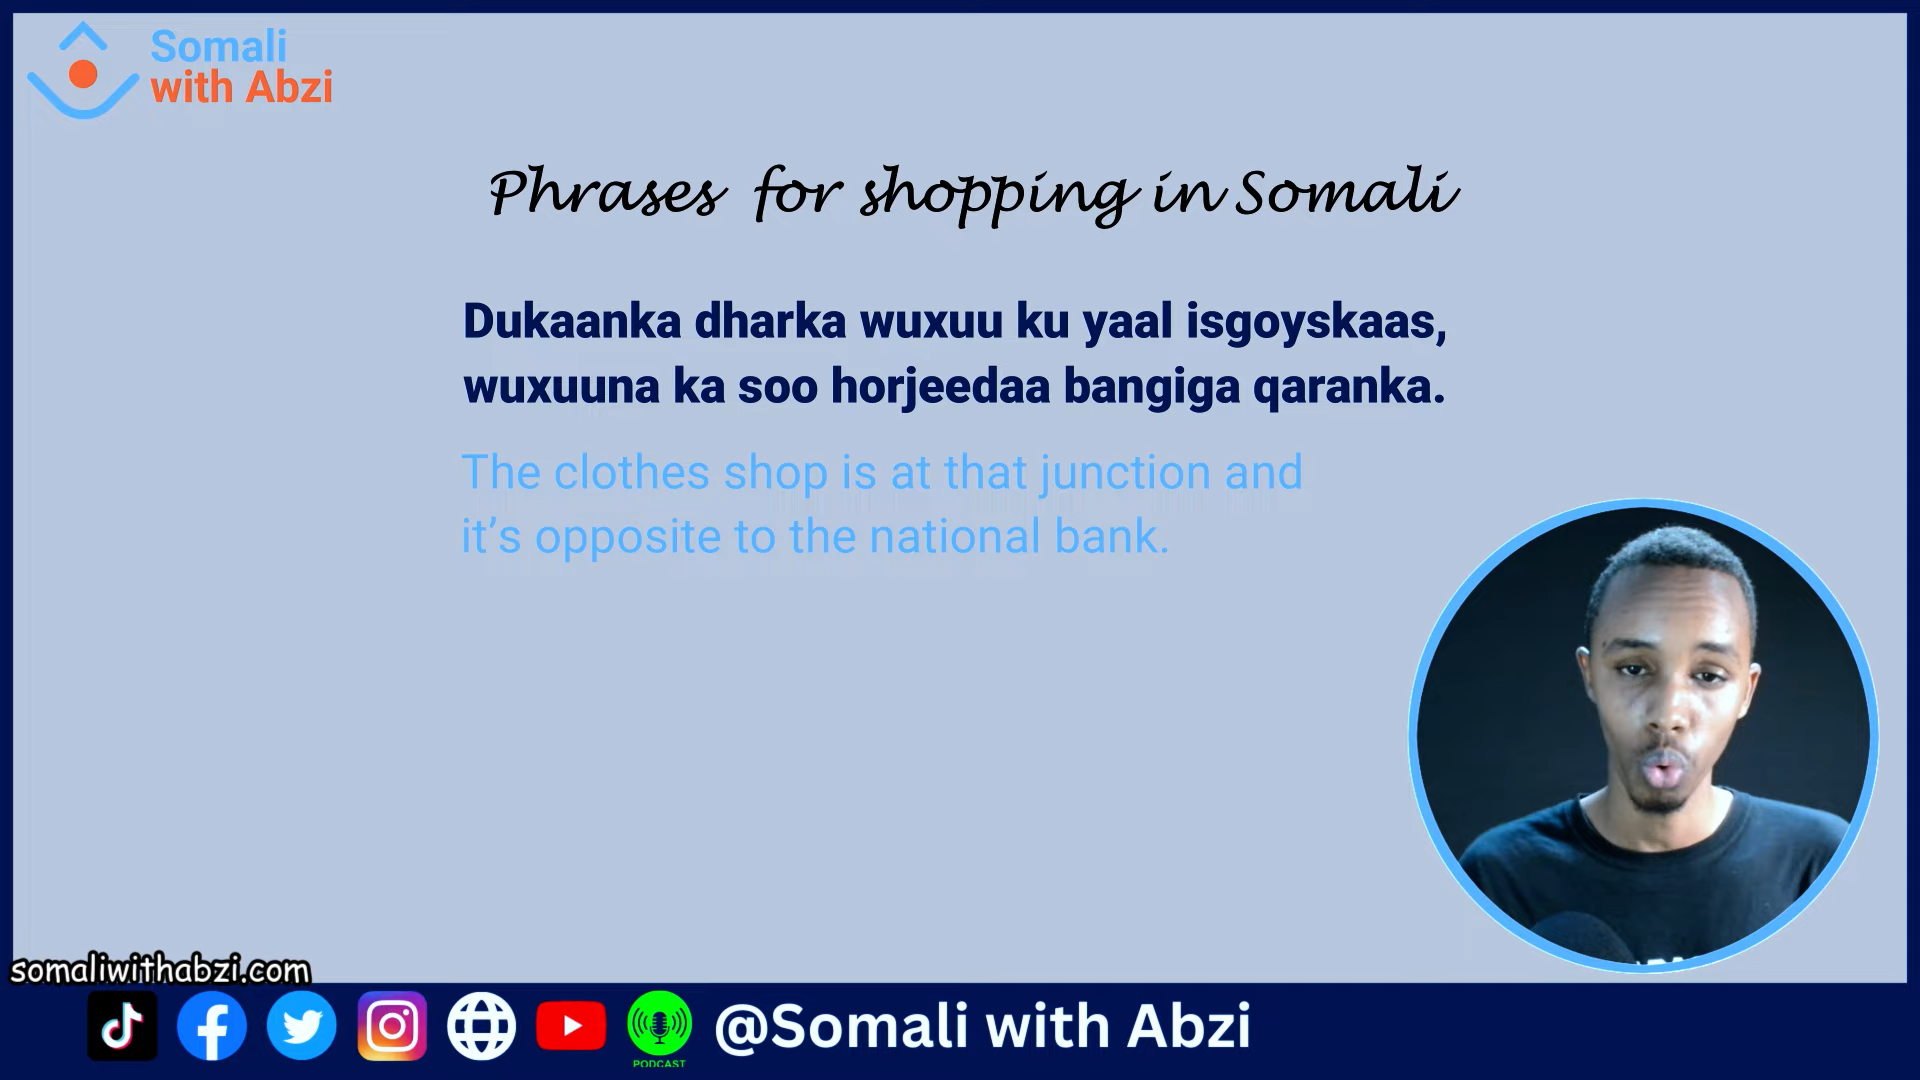 Somali
with Abzi
Phrases for shopping in Somali
Dukaanka dharka wuxuu ku yaal isgoyskaas,
wuxuuna ka soo horjeedaa bangiga qaranka.
The clothes shop is at that junction and
it’s opposite to the national bank.
somaliwithabzi.com
PODCAST
@Somali with Abzi